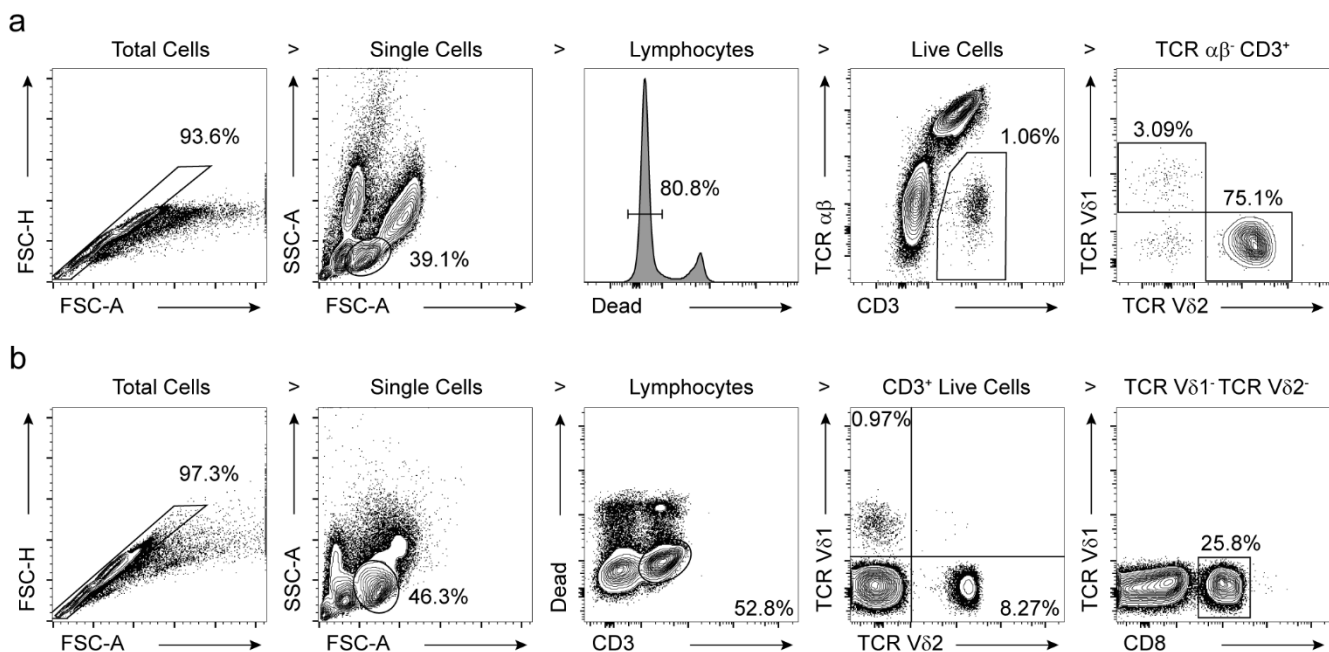 a
Total Cells > Single Cells > Lymphocytes > Live Cells > TCR αβ⁻ CD3⁺
FSC-H
93.6%
FSC-A
SSC-A
39.1%
FSC-A
80.8%
Dead
TCR αβ
1.06%
CD3
TCR Vδ1
3.09%
75.1%
TCR Vδ2
b
Total Cells > Single Cells > Lymphocytes > CD3⁺ Live Cells > TCR Vδ1⁻ TCR Vδ2⁻
FSC-H
97.3%
FSC-A
SSC-A
46.3%
FSC-A
Dead
52.8%
CD3
TCR Vδ1
0.97%
8.27%
TCR Vδ2
TCR Vδ1
25.8%
CD8